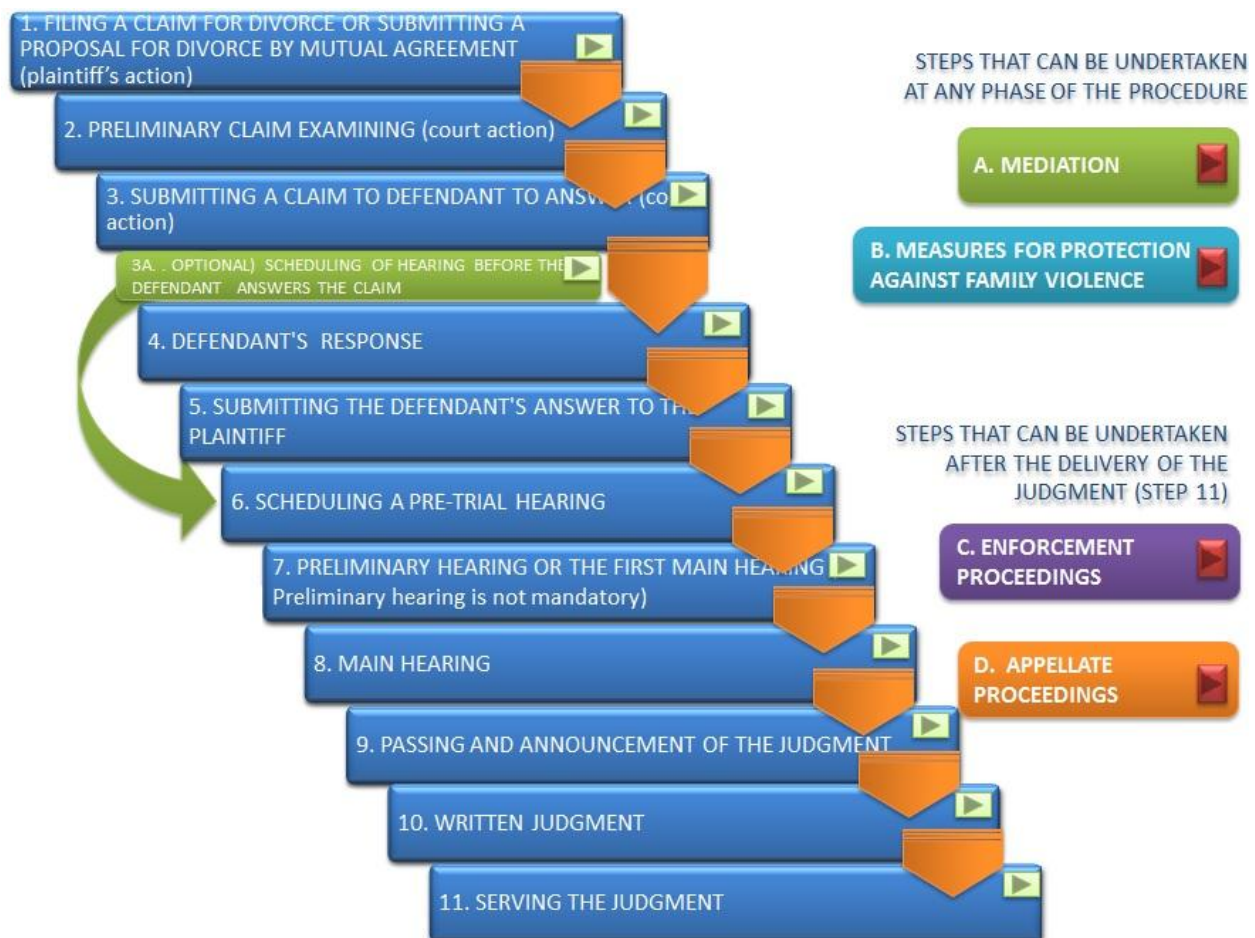 1. FILING A CLAIM FOR DIVORCE OR SUBMITTING A
PROPOSAL FOR DIVORCE BY MUTUAL AGREEMENT
(plaintiff's action)
2. PRELIMINARY CLAIM EXAMINING (court action)
3. SUBMITTING A CLAIM TO DEFENDANT TO
action)
3A. . OPTIONAL) SCHEDULING OF HEARING BEFORE THE
DEFENDANT ANSWERS THE CLAIM
4. DEFENDANT'S RESPONSE
5. SUBMITTING THE DEFENDANT'S ANSWER TO THE
PLAINTIFF
6. SCHEDULING A PRE-TRIAL HEARING
7. PRELIMINARY HEARING OR THE FIRST MAIN HEARING
Preliminary hearing is not mandatory)
8. MAIN HEARING
9. PASSING AND ANNOUNCEMENT OF THE JUDGMENT
10. WRITTEN JUDGMENT
11. SERVING THE JUDGMENT
STEPS THAT CAN BE UNDERTAKEN
AT ANY PHASE OF THE PROCEDURE
A. MEDIATION
B. MEASURES FOR PROTECTION
AGAINST FAMILY VIOLENCE
STEPS THAT CAN BE UNDERTAKEN
AFTER THE DELIVERY OF THE
JUDGMENT (STEP 11)
C. ENFORCEMENT
PROCEEDINGS
D. APPELLATE
PROCEEDINGS